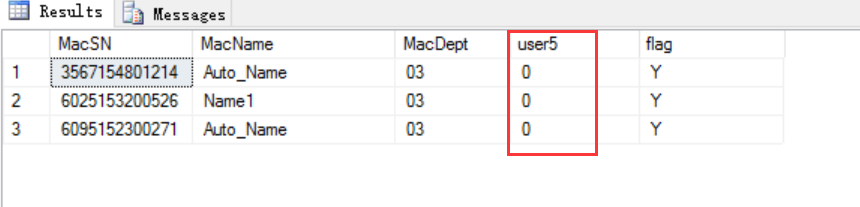 Results Messages
MacSN MacName MacDept user5 flag
1 3567154801214 Auto_Name 03 0 Y
2 6025153200526 Name1 03 0 Y
3 6095152300271 Auto_Name 03 0 Y